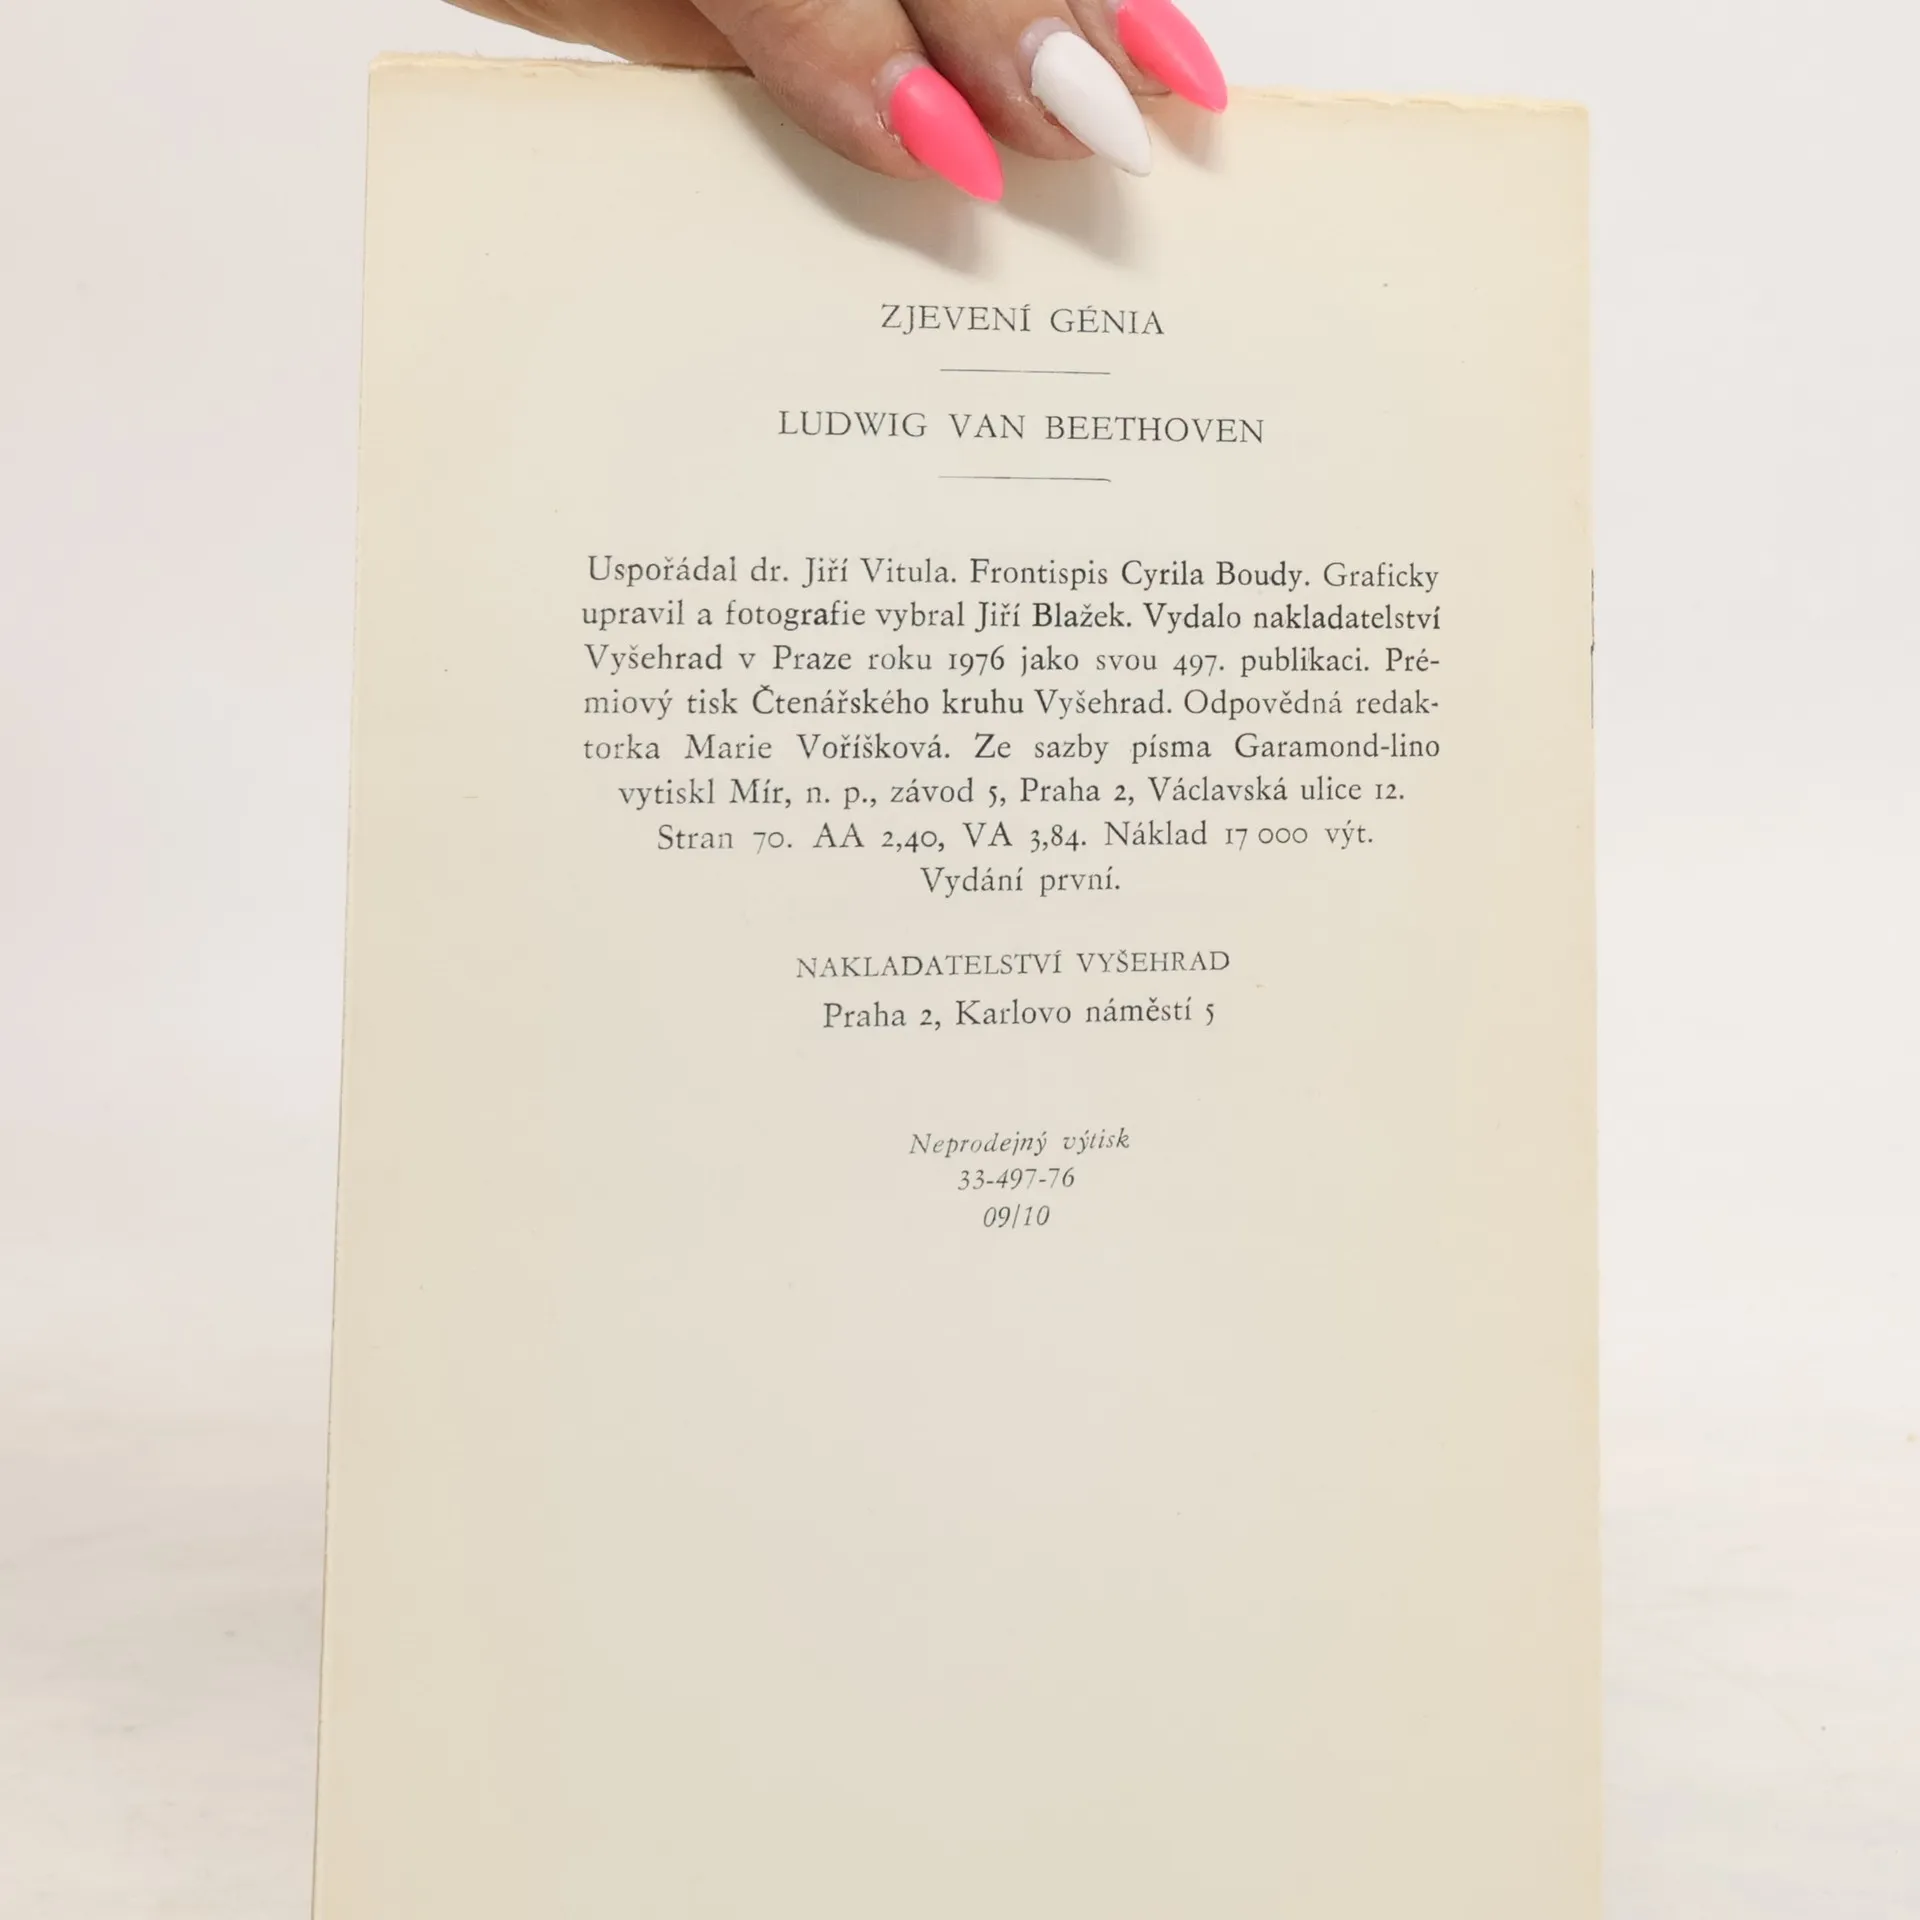 ZJEVENÍ GÉNIA
LUDWIG VAN BEETHOVEN
Uspořádal dr. Jiří Vitula. Frontispis Cyrila Boudy. Graficky
upravil a fotografie vybral Jiří Blažek. Vydalo nakladatelství
Vyšehrad v Praze roku 1976 jako svou 497. publikaci. Pré-
miový tisk Čtenářského kruhu Vyšehrad. Odpovědná redak-
torka Marie Voříšková. Ze sazby písma Garamond-lino
vytiskl Mír, n. p., závod 5, Praha 2, Václavská ulice 12.
Stran 70. AA 2,40, VA 3,84. Náklad 17 000 výt.
Vydání první.
NAKLADATELSTVÍ VYŠEHRAD
Praha 2, Karlovo náměstí 5
Neprodejný výtisk
33-497-76
09/10